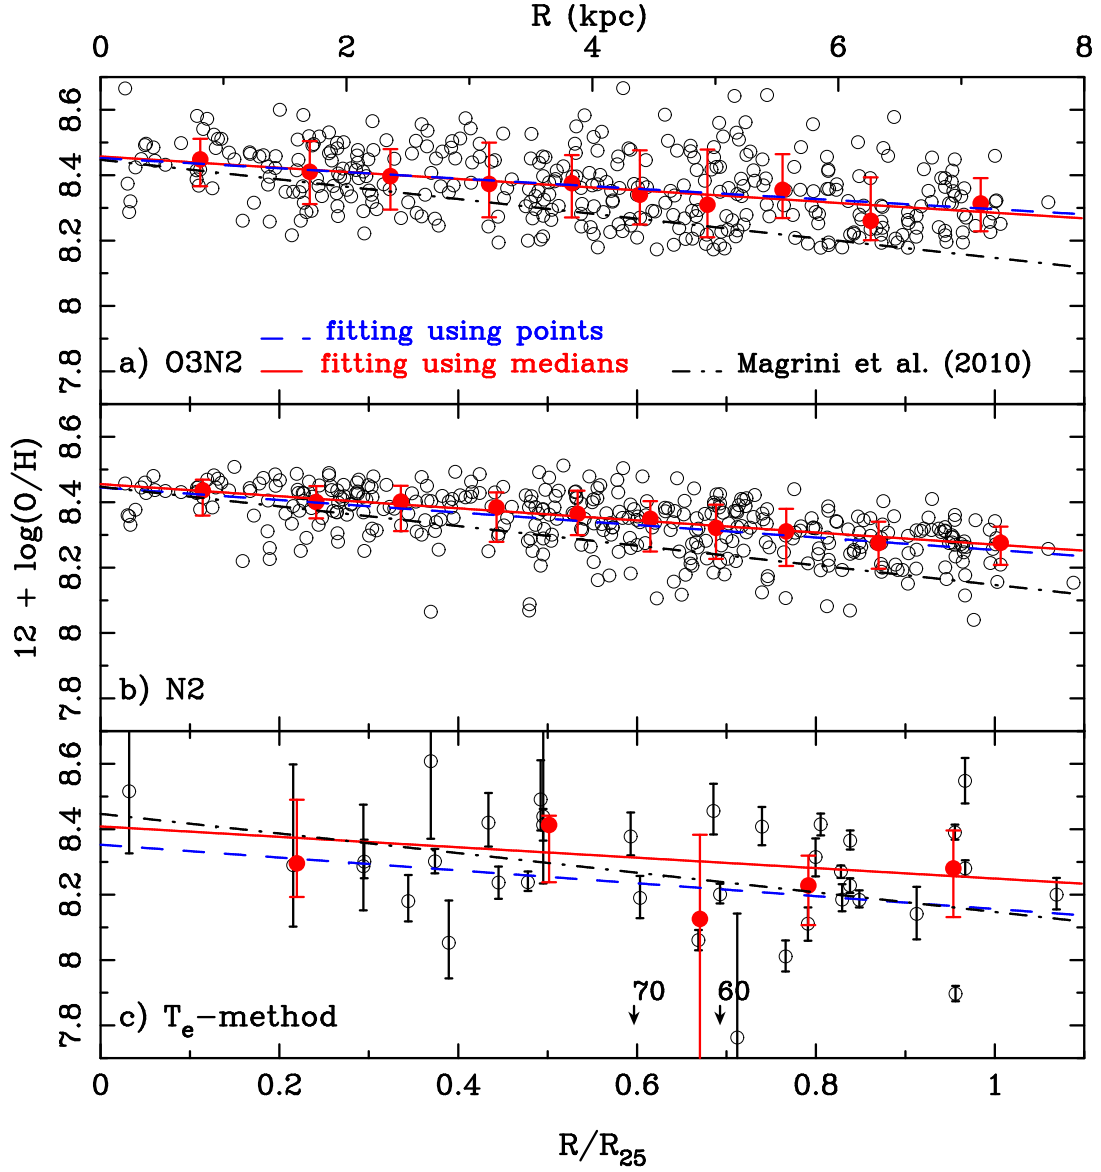 R (kpc)
0 2 4 6 8
8.6
8.4
8.2
8
7.8
fitting using points
a) O3N2 fitting using medians Magrini et al. (2010)
12 + log(O/H)
8.6
8.4
8.2
8
7.8
b) N2
8.6
8.4
8.2
8
7.8
70 60
c) Te-method
0 0.2 0.4 0.6 0.8 1
R/R25